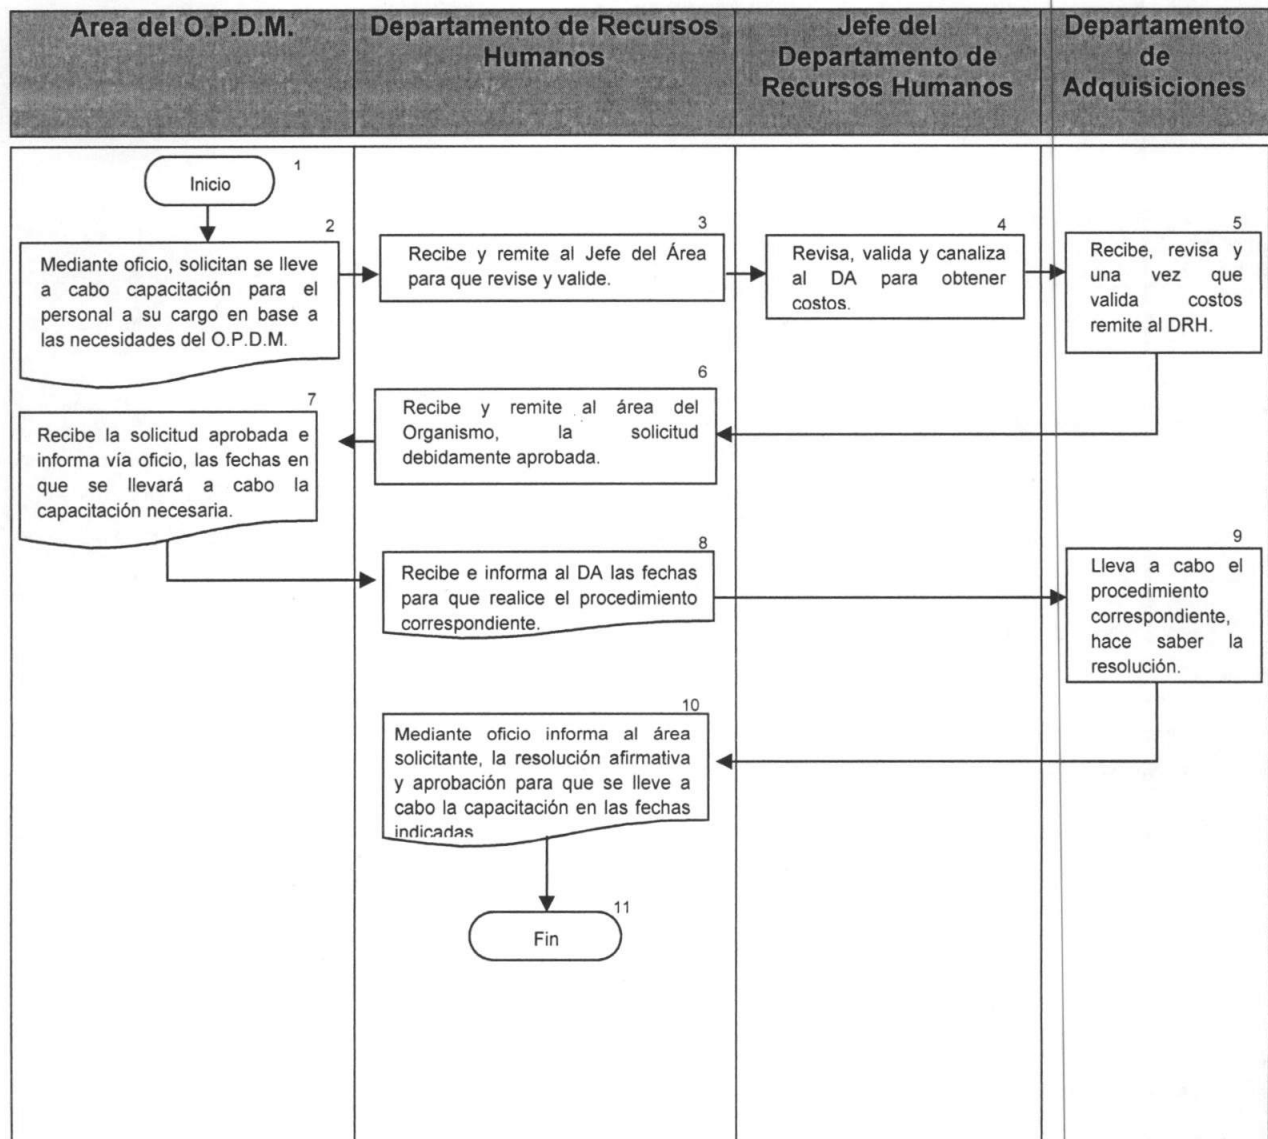 Área del O.P.D.M.
Departamento de Recursos
Humanos
Jefe del
Departamento de
Recursos Humanos
Departamento
de
Adquisiciones
1
Inicio
2
Mediante oficio, solicitan se lleve
a cabo capacitación para el
personal a su cargo en base a
las necesidades del O.P.D.M.
3
Recibe y remite al Jefe del Área
para que revise y valide.
4
Revisa, valida y canaliza
al DA para obtener
costos.
5
Recibe, revisa y
una vez que
valida costos
remite al DRH.
6
Recibe y remite al área del
Organismo, la solicitud
debidamente aprobada.
7
Recibe la solicitud aprobada e
informa vía oficio, las fechas en
que se llevará a cabo la
capacitación necesaria.
8
Recibe e informa al DA las fechas
para que realice el procedimiento
correspondiente.
9
Lleva a cabo el
procedimiento
correspondiente,
hace saber la
resolución.
10
Mediante oficio informa al área
solicitante, la resolución afirmativa
y aprobación para que se lleve a
cabo la capacitación en las fechas
indicadas
11
Fin